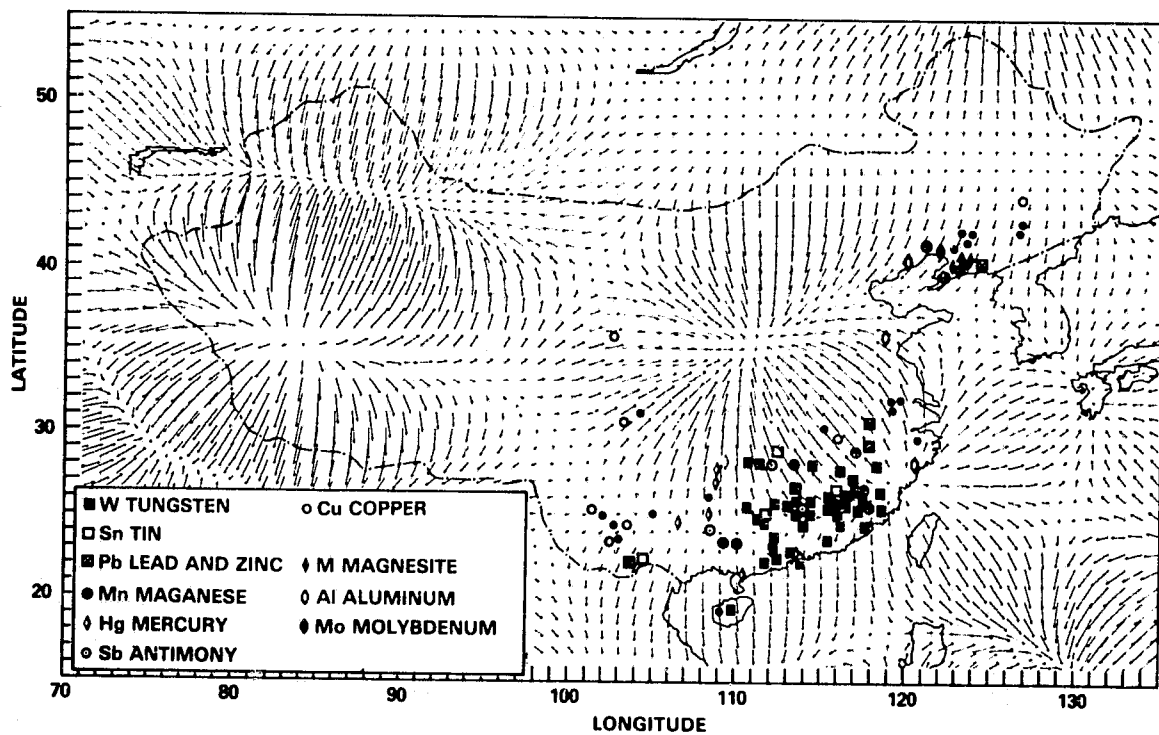 50
40
30
20
LATITUDE
W TUNGSTEN
Sn TIN
Pb LEAD AND ZINC
Mn MAGANESE
Hg MERCURY
Sb ANTIMONY
Cu COPPER
M MAGNESITE
Al ALUMINUM
Mo MOLYBDENUM
70 80 90 100 110 120 130
LONGITUDE